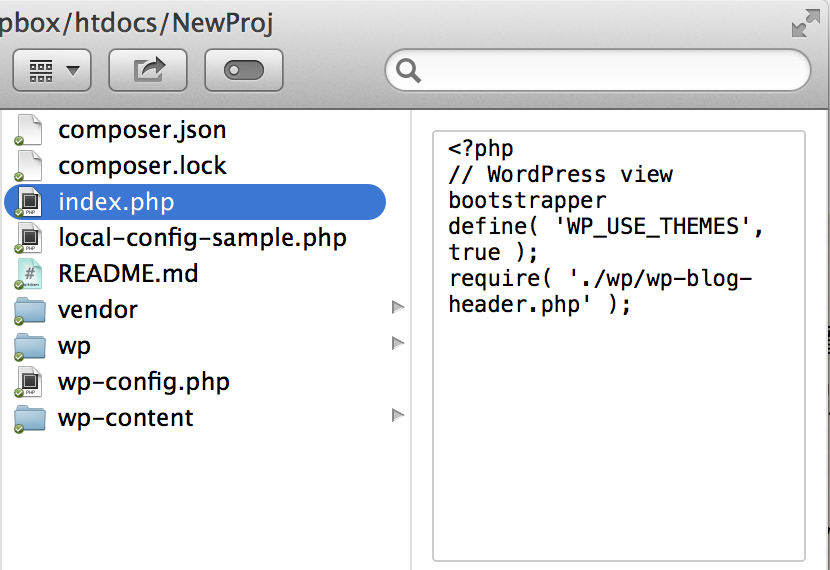 pbox/htdocs/NewProj
composer.json
composer.lock
index.php
local-config-sample.php
README.md
vendor
wp
wp-config.php
wp-content
<?php
// WordPress view
bootstrapper
define( 'WP_USE_THEMES',
true );
require( './wp/wp-blog-
header.php' );